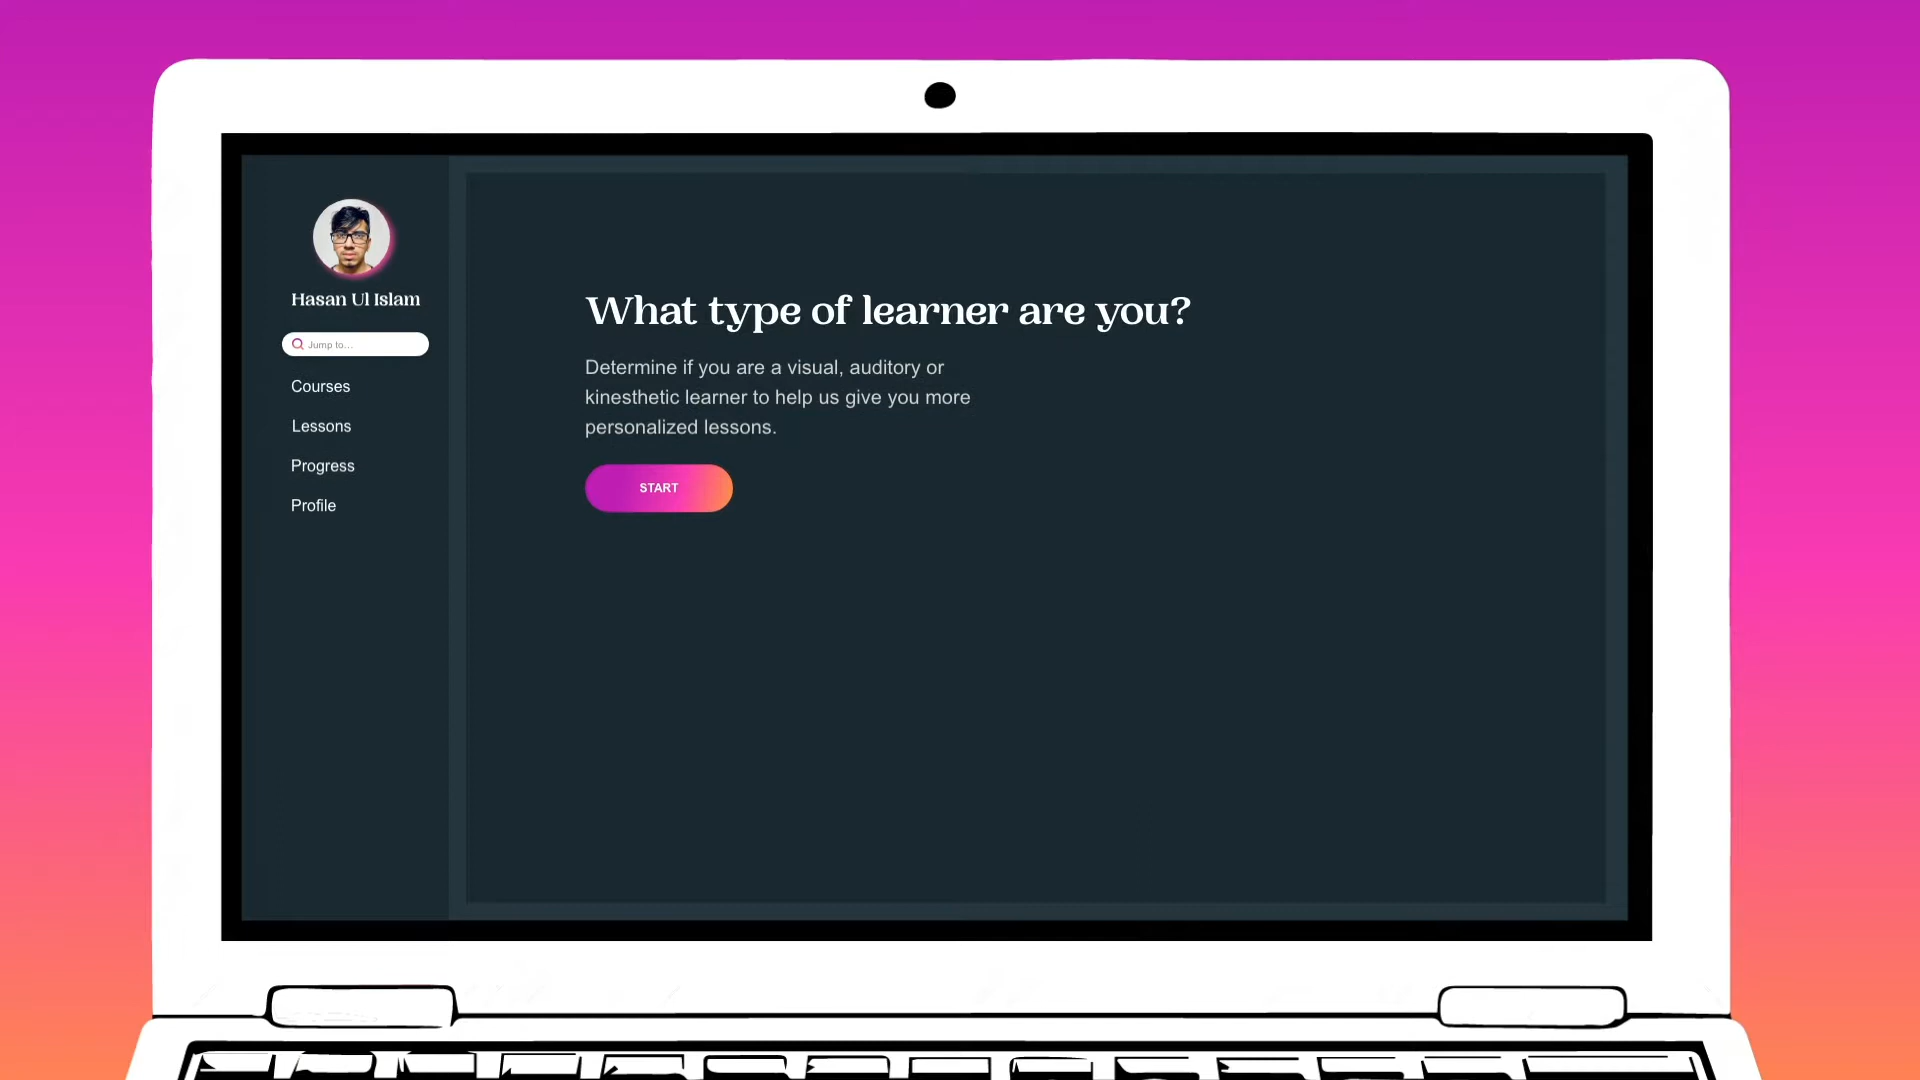 Hasan Ul Islam
Jump to...
Courses
Lessons
Progress
Profile
What type of learner are you?
Determine if you are a visual, auditory or
kinesthetic learner to help us give you more
personalized lessons.
START